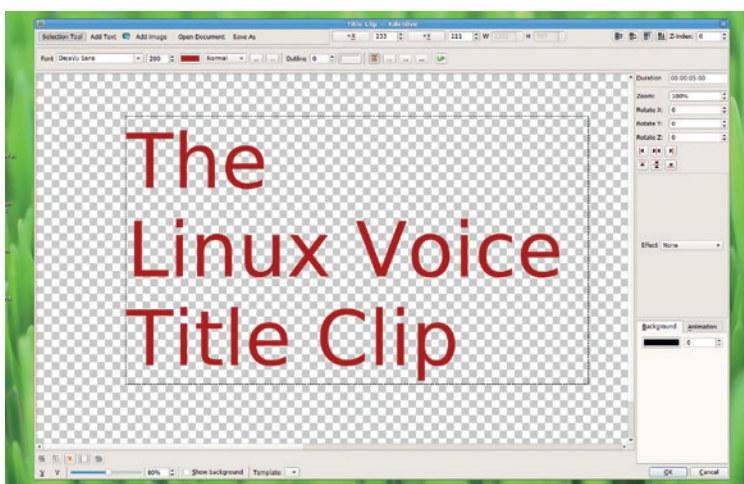 Title Clip — Kdenlive
Selection Tool Add Text Add Image Open Document Save As
+X 233 +Y 111 W H Z-Index: 0
Font DejaVu Sans 200 Normal ... ... Outline 0 ... ... ...
Duration 00:00:05:00
Zoom: 100%
Rotate X: 0
Rotate Y: 0
Rotate Z: 0
The
Linux Voice
Title Clip
Effect None
Background Animation
0
X Y 80% Show background Template:
OK Cancel